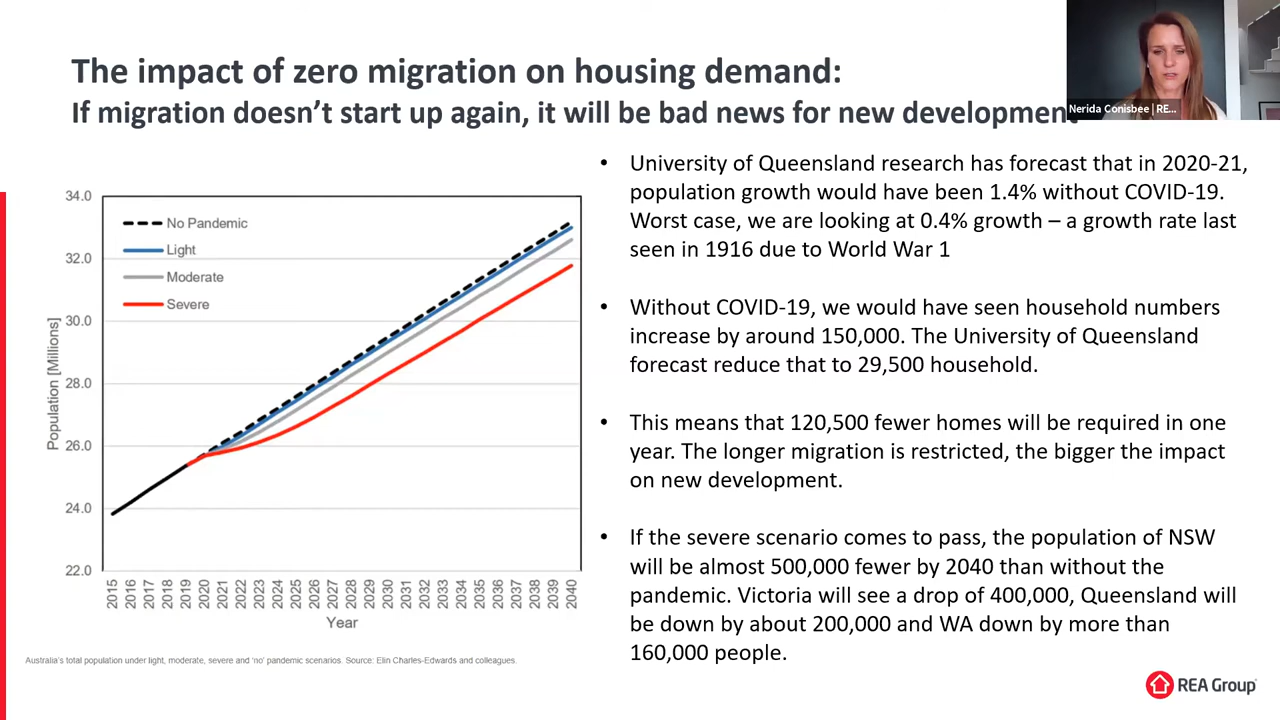 The impact of zero migration on housing demand:
If migration doesn't start up again, it will be bad news for new development
Nerida Conisbee | RE...
34.0
32.0
30.0
28.0
26.0
24.0
22.0
Population [Millions]
No Pandemic
Light
Moderate
Severe
2015
2016
2017
2018
2019
2020
2021
2022
2023
2024
2025
2026
2027
2028
2029
2030
2031
2032
2033
2034
2035
2036
2037
2038
2039
2040
Year
Australia's total population under light, moderate, severe and 'no' pandemic scenarios. Source: Elin Charles-Edwards and colleagues.
• University of Queensland research has forecast that in 2020-21,
population growth would have been 1.4% without COVID-19.
Worst case, we are looking at 0.4% growth – a growth rate last
seen in 1916 due to World War 1
• Without COVID-19, we would have seen household numbers
increase by around 150,000. The University of Queensland
forecast reduce that to 29,500 household.
• This means that 120,500 fewer homes will be required in one
year. The longer migration is restricted, the bigger the impact
on new development.
• If the severe scenario comes to pass, the population of NSW
will be almost 500,000 fewer by 2040 than without the
pandemic. Victoria will see a drop of 400,000, Queensland will
be down by about 200,000 and WA down by more than
160,000 people.
REA Group